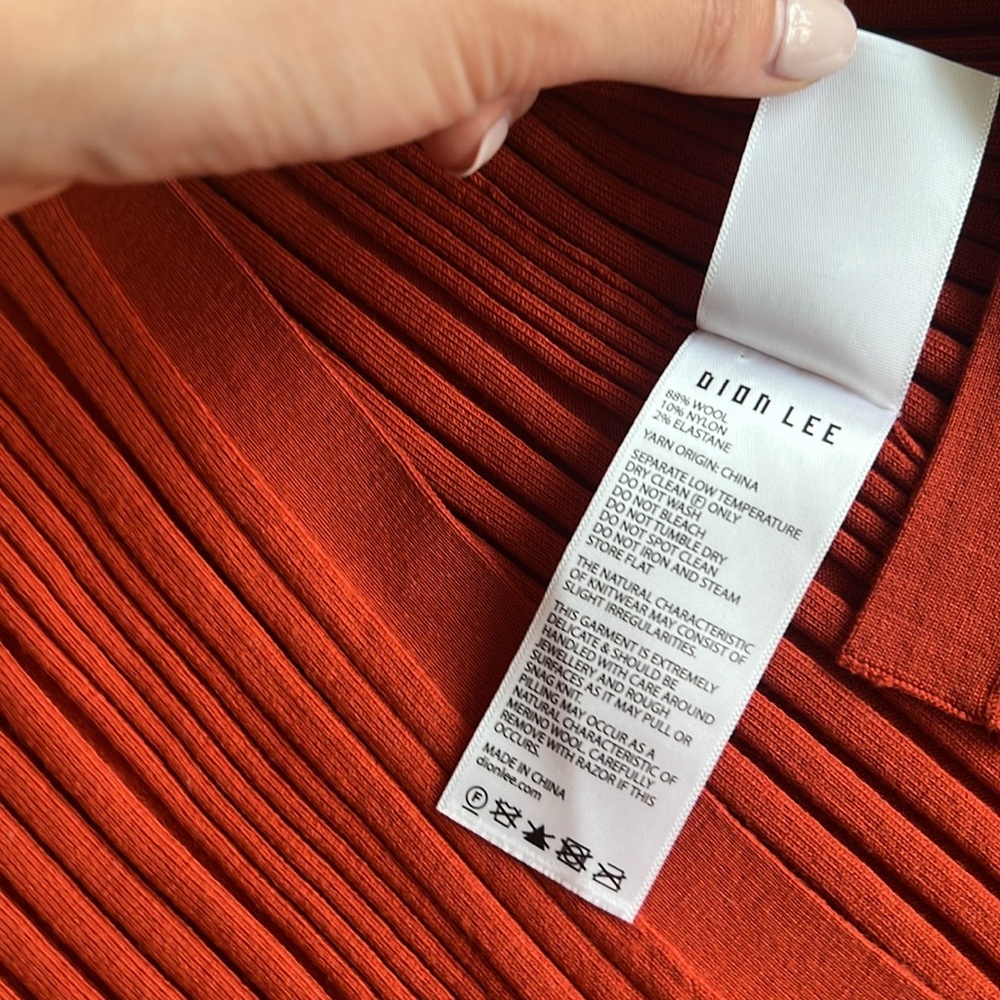 DION LEE
88% WOOL
10% NYLON
2% ELASTANE
YARN ORIGIN: CHINA
SEPARATE LOW TEMPERATURE
DRY CLEAN Ⓕ ONLY
DO NOT WASH
DO NOT BLEACH
DO NOT TUMBLE DRY
DO NOT SPOT CLEAN
DO NOT IRON AND STEAM
STORE FLAT
THE NATURAL CHARACTERISTIC
OF KNITWEAR MAY CONSIST OF
SLIGHT IRREGULARITIES.
THIS GARMENT IS EXTREMELY
DELICATE & SHOULD BE
HANDLED WITH CARE AROUND
JEWELLERY AND ROUGH
SURFACES AS IT MAY PULL OR
SNAG KNIT.
PILLING MAY OCCUR AS A
NATURAL CHARACTERISTIC OF
MERINO WOOL. CAREFULLY
REMOVE WITH RAZOR IF THIS
OCCURS.
MADE IN CHINA
dionlee.com
Ⓕ